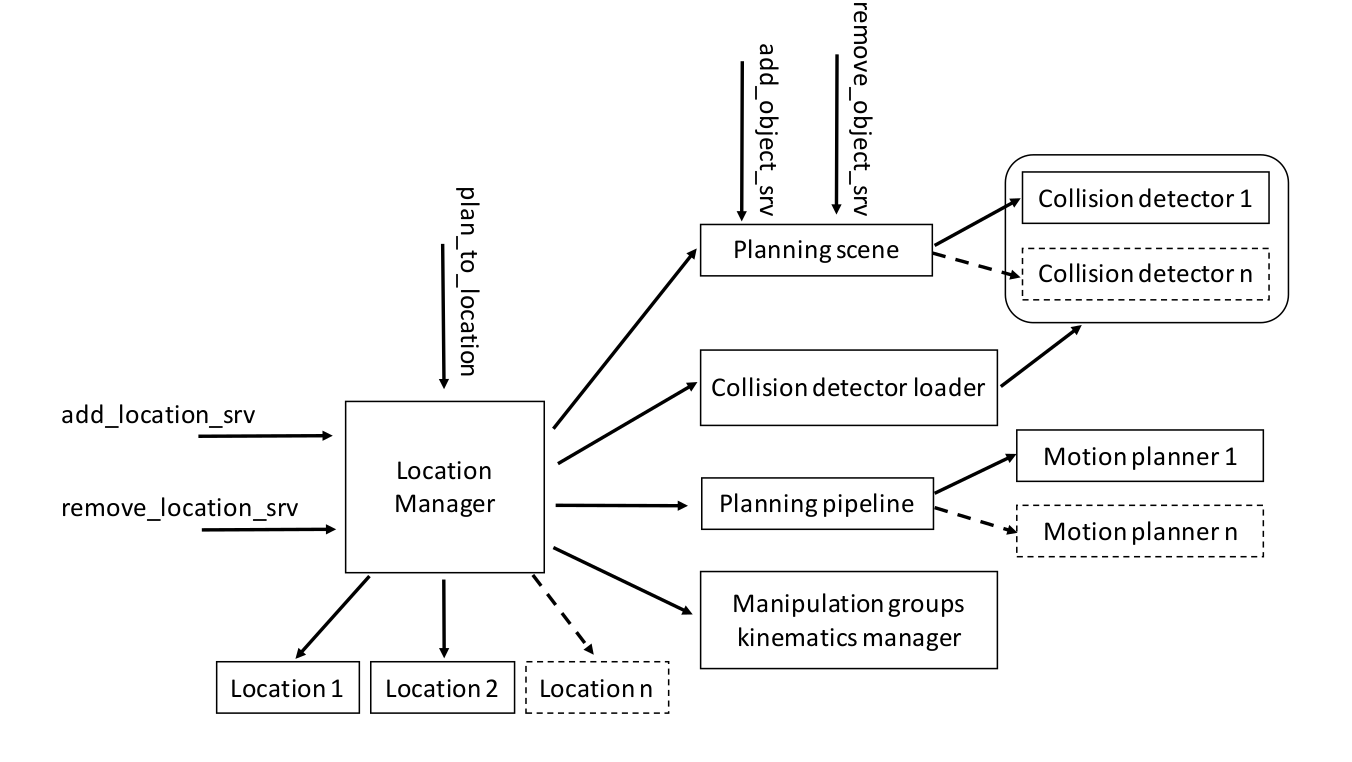 remove_object_srv
add_object_srv
Collision detector 1
plan_to_location
Planning scene
Collision detector n
Collision detector loader
add_location_srv
Location
Manager
Motion planner 1
remove_location_srv
Planning pipeline
Motion planner n
Manipulation groups
kinematics manager
Location 1
Location 2
Location n